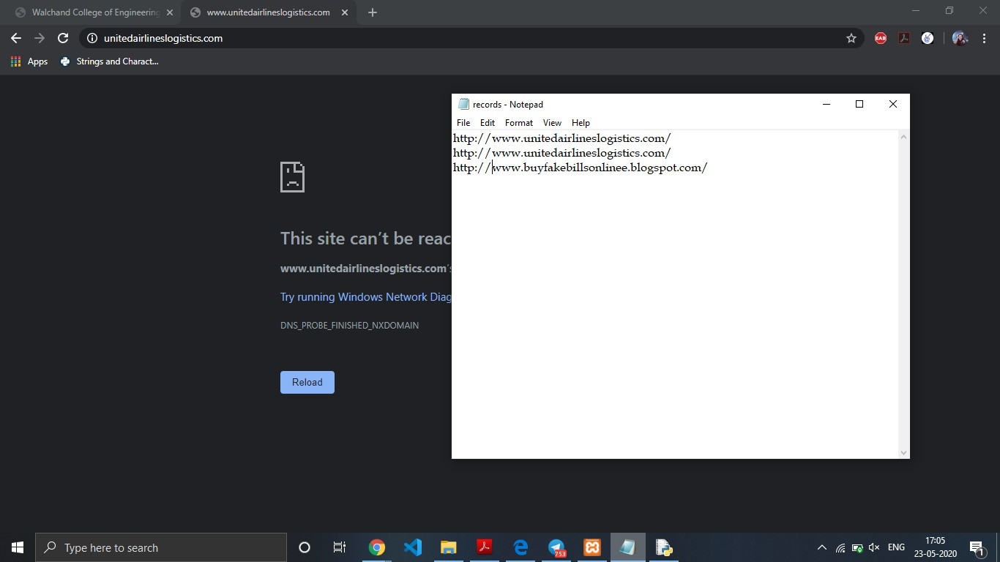 Walchand College of Engineering
www.unitedairlineslogistics.com
unitedairlineslogistics.com
EAB
Apps
Strings and Charact...
records - Notepad
File Edit Format View Help
http://www.unitedairlineslogistics.com/
http://www.unitedairlineslogistics.com/
http://www.buyfakebillsonlinee.blogspot.com/
This site can't be reac
www.unitedairlineslogistics.com's
Try running Windows Network Diag
DNS_PROBE_FINISHED_NXDOMAIN
Reload
Type here to search
753
ENG
17:05
23-05-2020
1